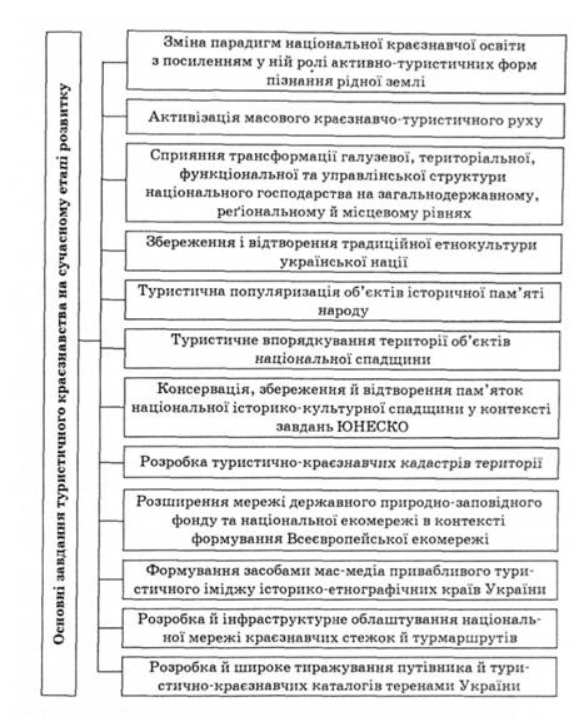 Основні завдання туристичного краєзнавства на сучасному етапі розвитку
Зміна парадигм національної краєзнавчої освіти
з посиленням у ній ролі активно-туристичних форм
пізнання рідної землі
Активізація масового краєзнавчо-туристичного руху
Сприяння трансформації галузевої, територіальної,
функціональної та управлінської структури
національного господарства на загальнодержавному,
реґіональному й місцевому рівнях
Збереження і відтворення традиційної етнокультури
української нації
Туристична популяризація об’єктів історичної пам’яті
народу
Туристичне впорядкування території об’єктів
національної спадщини
Консервація, збереження й відтворення пам’яток
національної історико-культурної спадщини у контексті
завдань ЮНЕСКО
Розробка туристично-краєзнавчих кадастрів території
Розширення мережі державного природно-заповідного
фонду та національної екомережі в контексті
формування Всеєвропейської екомережі
Формування засобами мас-медіа привабливого тури-
стичного іміджу історико-етнографічних країв України
Розробка й інфраструктурне облаштування національ-
ної мережі краєзнавчих стежок й турмаршрутів
Розробка й широке тиражування путівника й тури-
стично-краєзнавчих каталогів теренами України